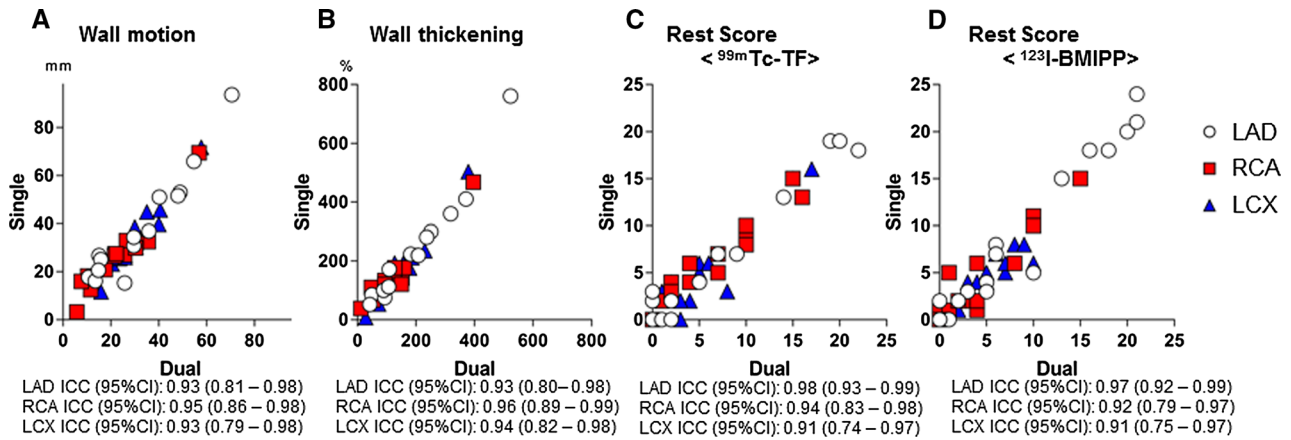 A Wall motion
mm
Single
80
60
40
20
0
0 20 40 60 80
Dual
LAD ICC (95%CI): 0.93 (0.81 – 0.98)
RCA ICC (95%CI): 0.95 (0.86 – 0.98)
LCX ICC (95%CI): 0.93 (0.79 – 0.98)
B Wall thickening
%
Single
800
600
400
200
0
0 200 400 600 800
Dual
LAD ICC (95%CI): 0.93 (0.80 – 0.98)
RCA ICC (95%CI): 0.96 (0.89 – 0.99)
LCX ICC (95%CI): 0.94 (0.82 – 0.98)
C Rest Score
< ⁹⁹ᵐTc-TF>
Single
25
20
15
10
5
0
0 5 10 15 20 25
Dual
LAD ICC (95%CI): 0.98 (0.93 – 0.99)
RCA ICC (95%CI): 0.94 (0.83 – 0.98)
LCX ICC (95%CI): 0.91 (0.74 – 0.97)
D Rest Score
< ¹²³I-BMIPP>
Single
25
20
15
10
5
0
0 5 10 15 20 25
Dual
LAD ICC (95%CI): 0.97 (0.92 – 0.99)
RCA ICC (95%CI): 0.92 (0.79 – 0.97)
LCX ICC (95%CI): 0.91 (0.75 – 0.97)
LAD
RCA
LCX